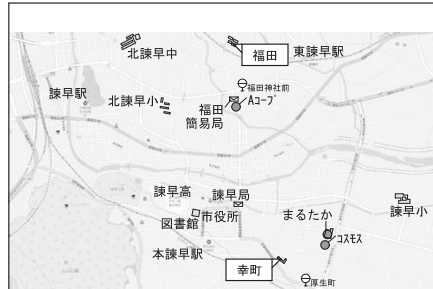 北諫早中
福田
東諫早駅
諫早駅
北諫早小
福田神社前
Aコープ
福田
簡易局
諫早高
諫早局
図書館
市役所
まるたか
コスモス
諫早小
本諫早駅
幸町
厚生町